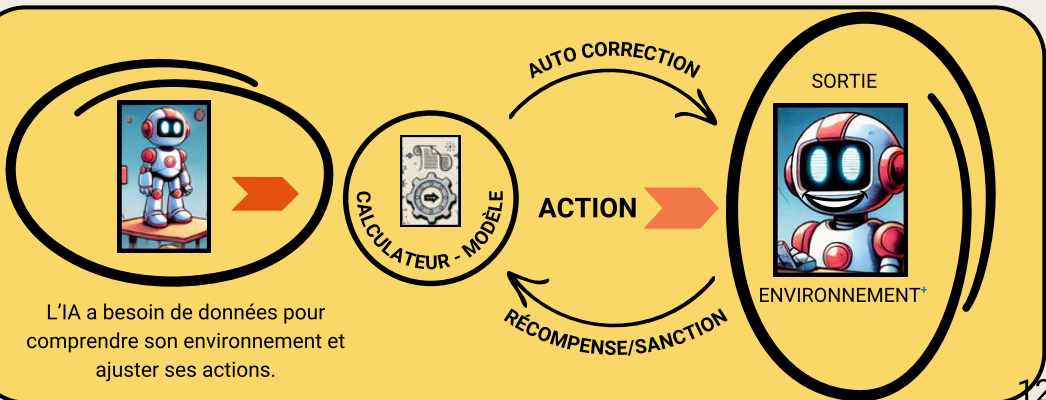 L'IA a besoin de données pour
comprendre son environnement et
ajuster ses actions.
CALCULATEUR - MODÈLE
AUTO CORRECTION
ACTION
RÉCOMPENSE/SANCTION
SORTIE
ENVIRONNEMENT+
12